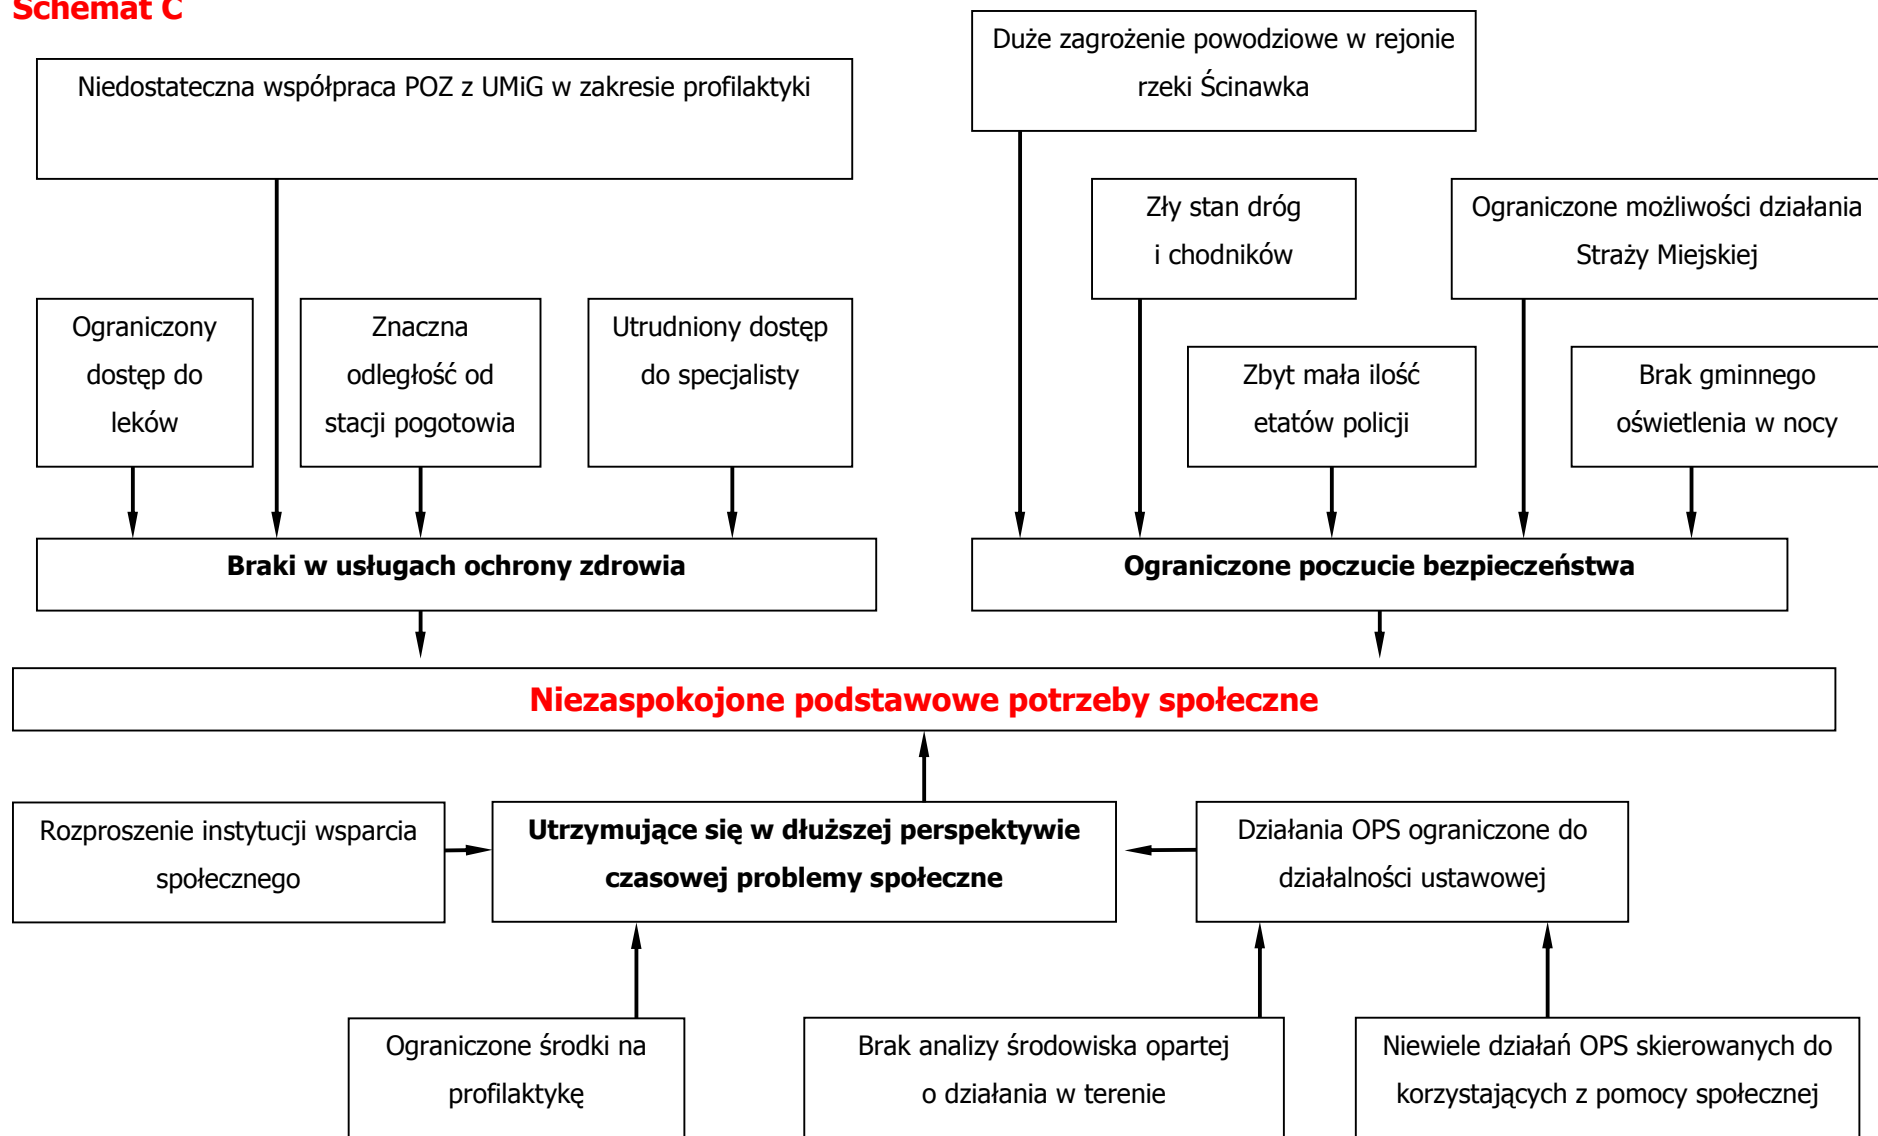 Schemat C
Duże zagrożenie powodziowe w rejonie
rzeki Ścinawka
Niedostateczna współpraca POZ z UMiG w zakresie profilaktyki
Zły stan dróg
i chodników
Ograniczone możliwości działania
Straży Miejskiej
Ograniczony
dostęp do
leków
Znaczna
odległość od
stacji pogotowia
Utrudniony dostęp
do specjalisty
Zbyt mała ilość
etatów policji
Brak gminnego
oświetlenia w nocy
Braki w usługach ochrony zdrowia
Ograniczone poczucie bezpieczeństwa
Niezaspokojone podstawowe potrzeby społeczne
Rozproszenie instytucji wsparcia
społecznego
Utrzymujące się w dłuższej perspektywie
czasowej problemy społeczne
Działania OPS ograniczone do
działalności ustawowej
Ograniczone środki na
profilaktykę
Brak analizy środowiska opartej
o działania w terenie
Niewiele działań OPS skierowanych do
korzystających z pomocy społecznej